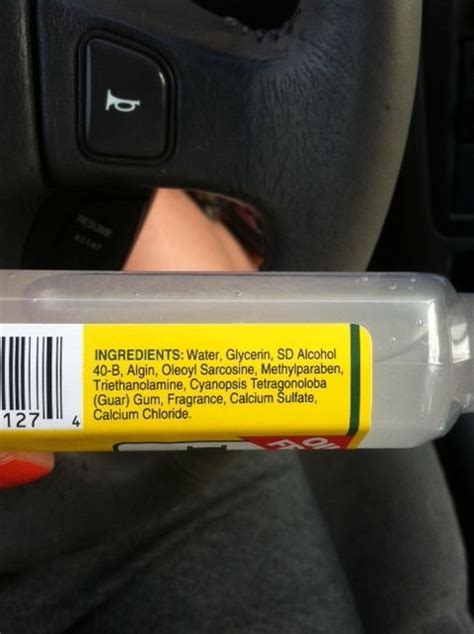 RESUME
INGREDIENTS: Water, Glycerin, SD Alcohol
40-B, Algin, Oleoyl Sarcosine, Methylparaben,
Triethanolamine, Cyanopsis Tetragonoloba
(Guar) Gum, Fragrance, Calcium Sulfate,
Calcium Chloride.
127 4